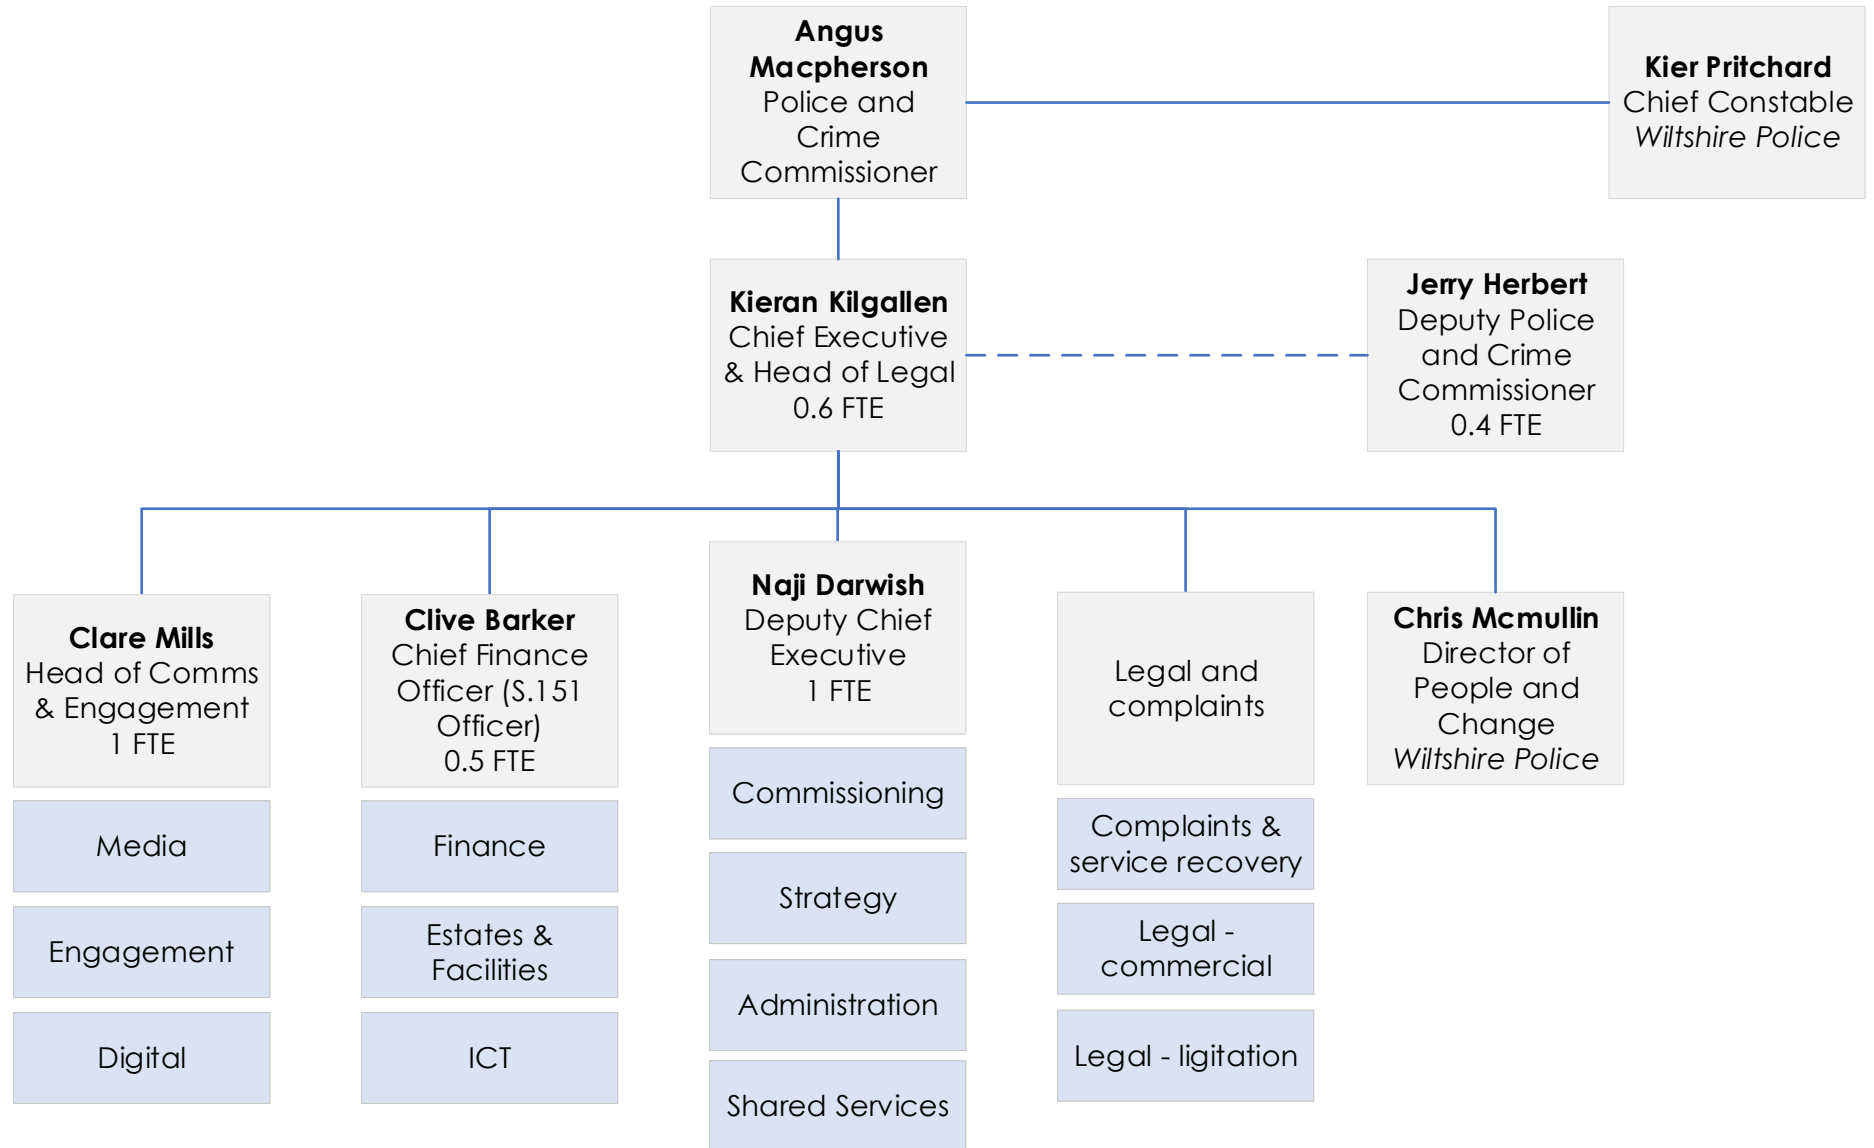 Angus
Macpherson
Police and
Crime
Commissioner
Kier Pritchard
Chief Constable
Wiltshire Police
Kieran Kilgallen
Chief Executive
& Head of Legal
0.6 FTE
Jerry Herbert
Deputy Police
and Crime
Commissioner
0.4 FTE
Clare Mills
Head of Comms
& Engagement
1 FTE
Media
Engagement
Digital
Clive Barker
Chief Finance
Officer (S.151
Officer)
0.5 FTE
Finance
Estates &
Facilities
ICT
Naji Darwish
Deputy Chief
Executive
1 FTE
Commissioning
Strategy
Administration
Shared Services
Legal and
complaints
Complaints &
service recovery
Legal -
commercial
Legal - ligitation
Chris Mcmullin
Director of
People and
Change
Wiltshire Police